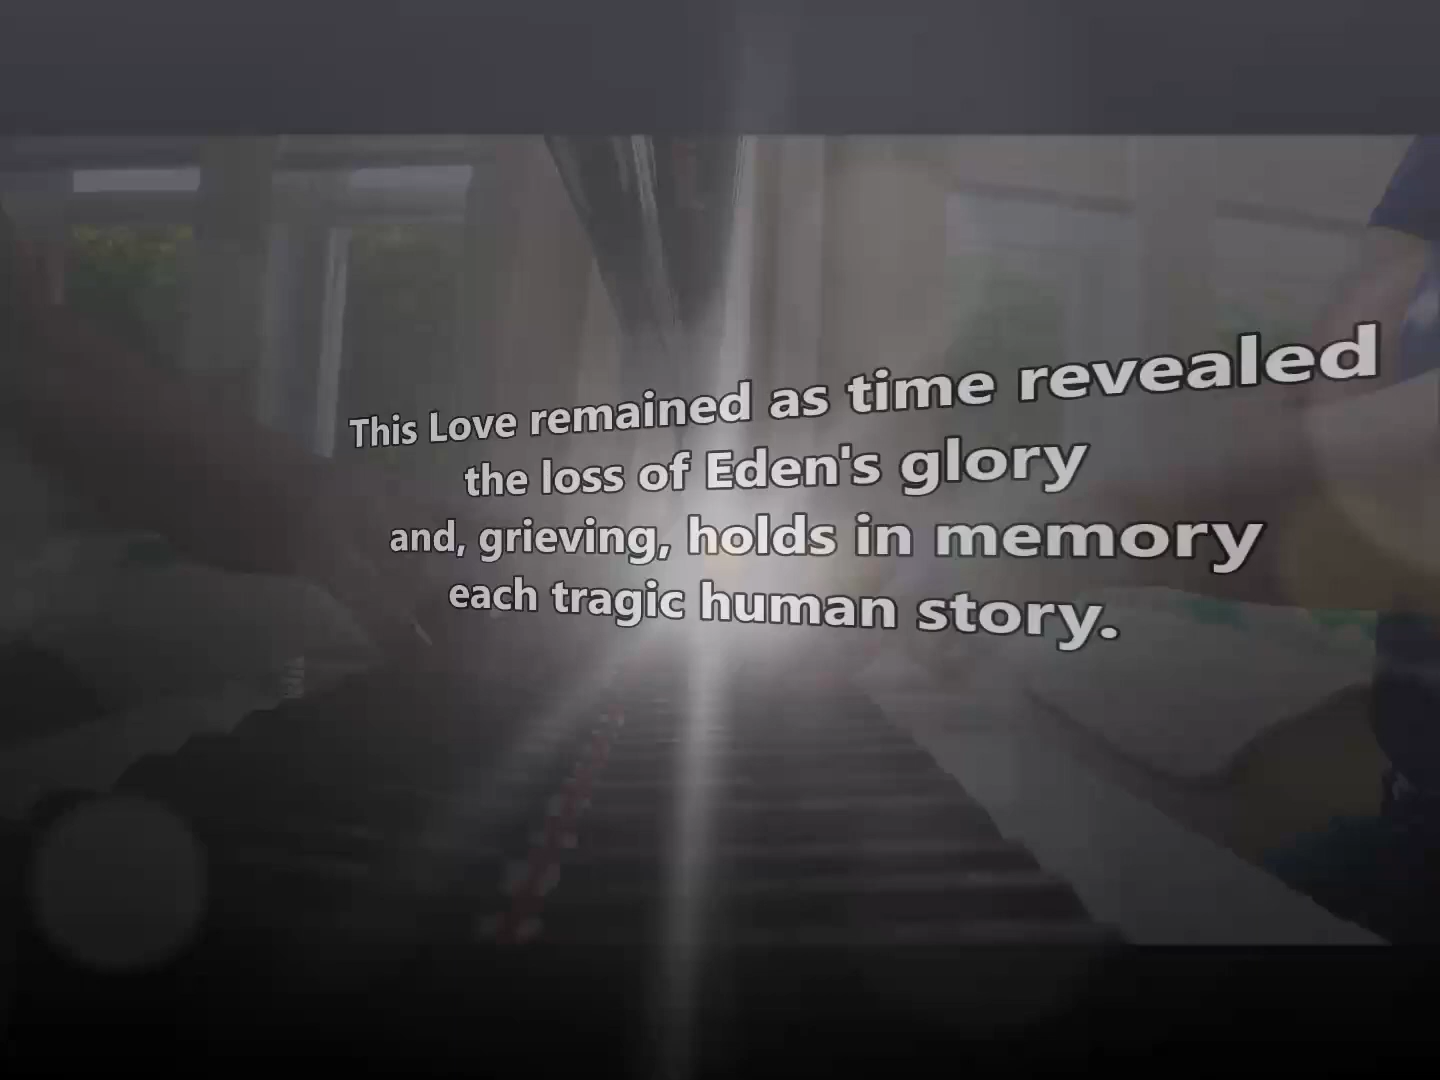 This Love remained as time revealed
the loss of Eden's glory
and, grieving, holds in memory
each tragic human story.